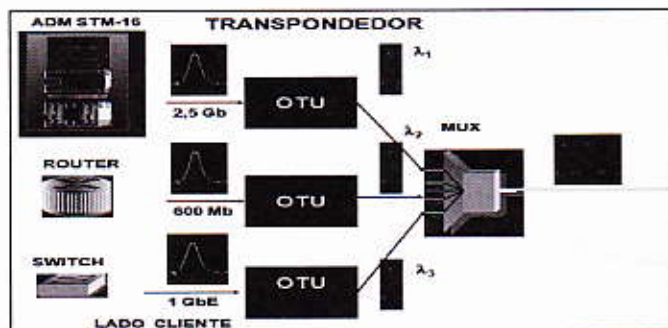 ADM STM-16
TRANSPONDEDOR
λ1
OTU
2,5 Gb
λ2
MUX
ROUTER
OTU
600 Mb
SWITCH
λ3
OTU
1 GbE
LADO CLIENTE